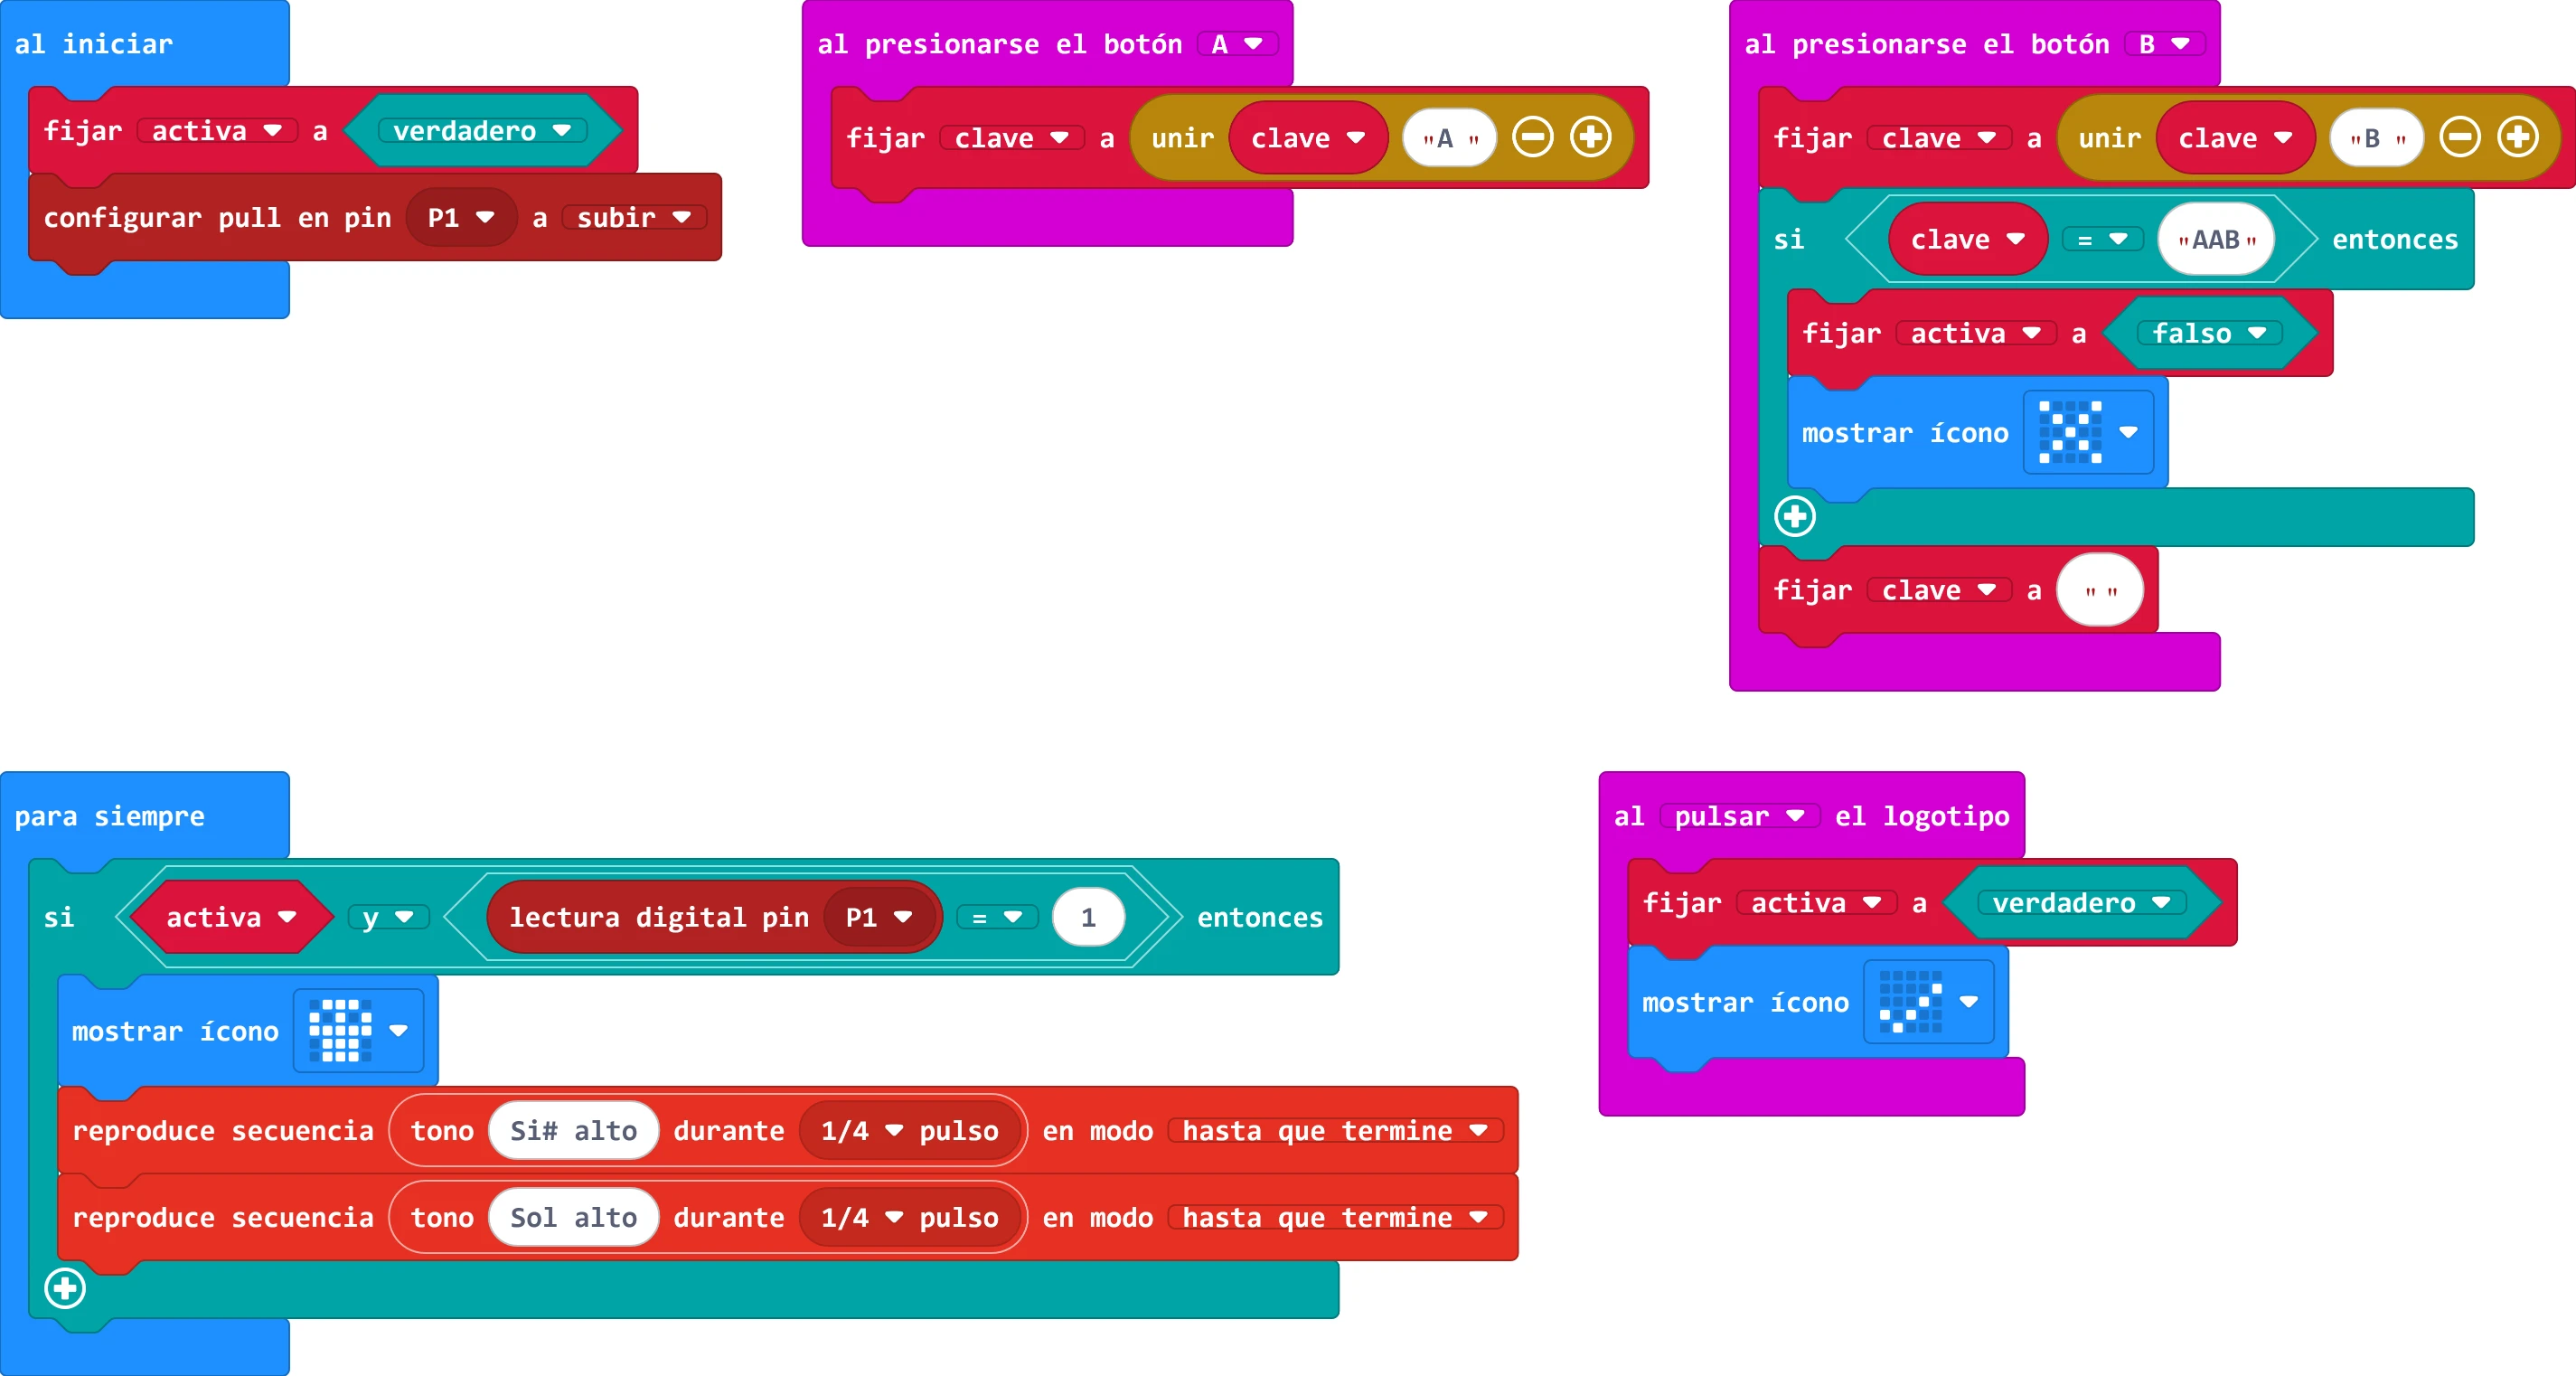 al iniciar
fijar activa a verdadero
configurar pull en pin P1 a subir
al presionarse el botón A
fijar clave a unir clave "A "
al presionarse el botón B
fijar clave a unir clave "B "
si clave = "AAB" entonces
fijar activa a falso
mostrar ícono
fijar clave a " "
para siempre
si activa y lectura digital pin P1 = 1 entonces
mostrar ícono
reproduce secuencia tono Si# alto durante 1/4 pulso en modo hasta que termine
reproduce secuencia tono Sol alto durante 1/4 pulso en modo hasta que termine
al pulsar el logotipo
fijar activa a verdadero
mostrar ícono